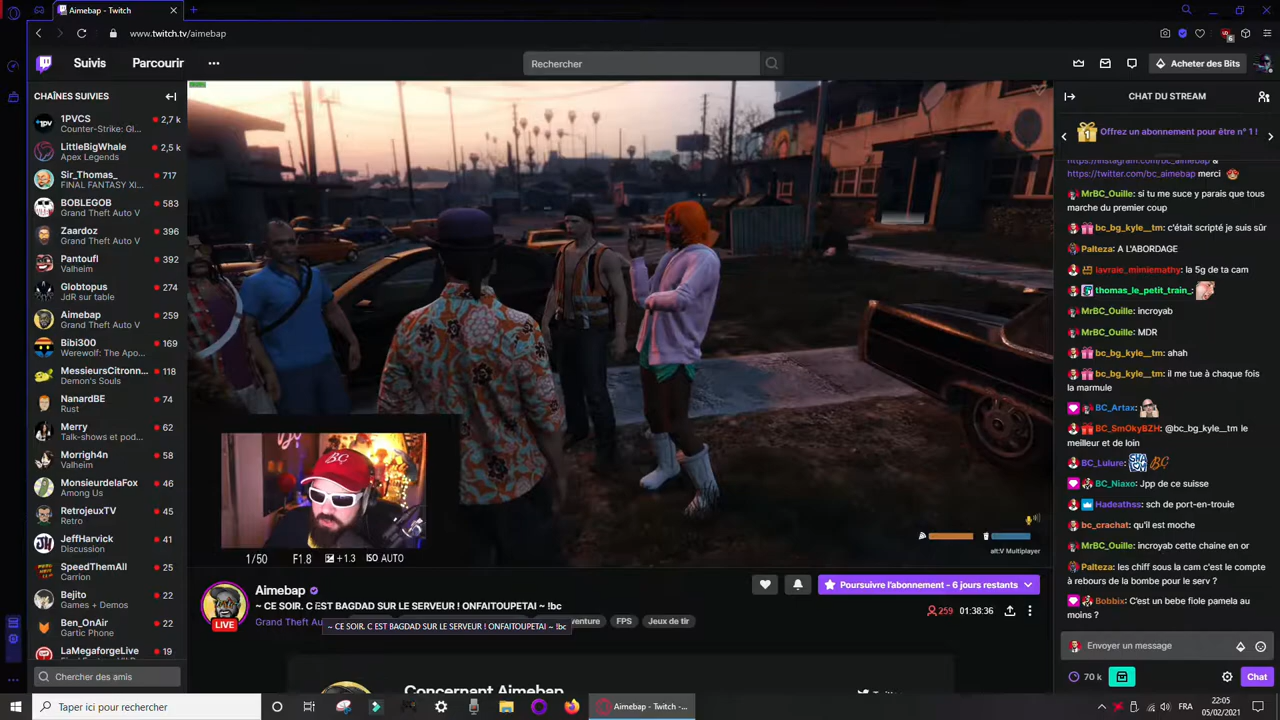 Aimebap - Twitch
www.twitch.tv/aimebap
Suivis
Parcourir
Rechercher
Acheter des Bits
CHAÎNES SUIVIES
1PVCS
2,7 k
Counter-Strike: Gl...
LittleBigWhale
2,5 k
Apex Legends
Sir_Thomas_
717
FINAL FANTASY XI...
BOBLEGOB
583
Grand Theft Auto V
Zaardoz
396
Grand Theft Auto V
Pantoufl
392
Valheim
Globtopus
274
JdR sur table
Aimebap
259
Grand Theft Auto V
Bibi300
169
Werewolf: The Apo...
MessieursCitronn...
118
Demon's Souls
NanardBE
74
Rust
Merry
62
Talk-shows et pod...
Morrigh4n
58
Valheim
MonsieurdelaFox
46
Among Us
RetrojeuxTV
45
Retro
JeffHarvick
41
Discussion
SpeedThemAll
25
Carrion
Bejito
22
Games + Demos
Ben_OnAir
22
Gartic Phone
LaMegaforgeLive
19
Chercher des amis
1/50
F1.8
+1.3
ISO AUTO
alt:V Multiplayer
Aimebap
~ CE SOIR. C'EST BAGDAD SUR LE SERVEUR ! ONFAITOUPETAI ~ !bc
Grand Theft Au
venture
FPS
Jeux de tir
~ CE SOIR. C'EST BAGDAD SUR LE SERVEUR ! ONFAITOUPETAI ~ !bc
LIVE
Poursuivre l'abonnement - 6 jours restants
259
01:38:36
Concernant Aimebap
CHAT DU STREAM
1
Offrez un abonnement pour être n° 1 !
https://instagram.com/bc_aimebap &
https://twitter.com/bc_aimebap merci
MrBC_Ouille: si tu me suce y parais que tous
marche du premier coup
bc_bg_kyle__tm: c'était scripté je suis sûr
Palteza: A L'ABORDAGE
lavraie_mimiemathy: la 5g de ta cam
thomas_le_petit_train_:
MrBC_Ouille: incroyab
MrBC_Ouille: MDR
bc_bg_kyle__tm: ahah
bc_bg_kyle__tm: il me tue à chaque fois
la marmule
BC_Artax:
BC_SmOkyBZH: @bc_bg_kyle__tm le
meilleur et de loin
BC_Lulure:
BC_Niaxo: Jpp de ce suisse
Hadeathss: sch de port-en-trouie
bc_crachat: qu'il est moche
MrBC_Ouille: incroyab cette chaine en or
Palteza: les chiff sous la cam c'est le compte
à rebours de la bombe pour le serv ?
Bobbix: C'est un bebe fiole pamela au
moins ?
Envoyer un message
70 k
Chat
Taper ici pour rechercher
Aimebap - Twitch -...
FRA
22:05
05/02/2021